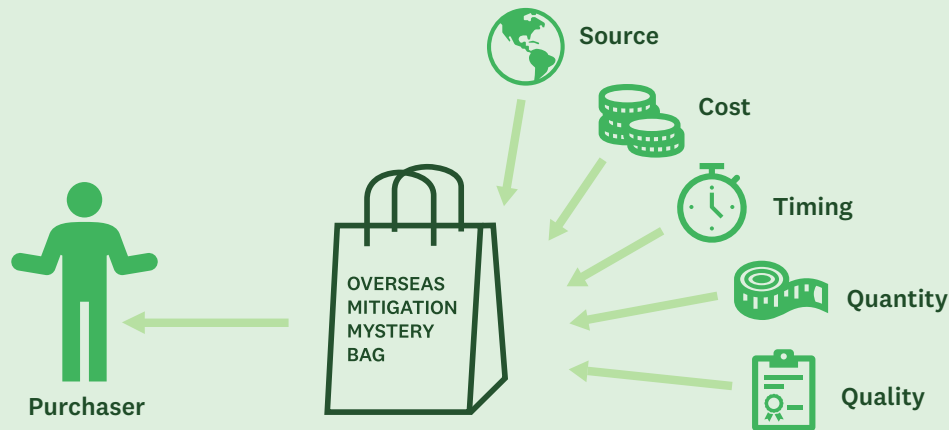 Source
Cost
Timing
OVERSEAS
MITIGATION
MYSTERY
BAG
Quantity
Quality
Purchaser